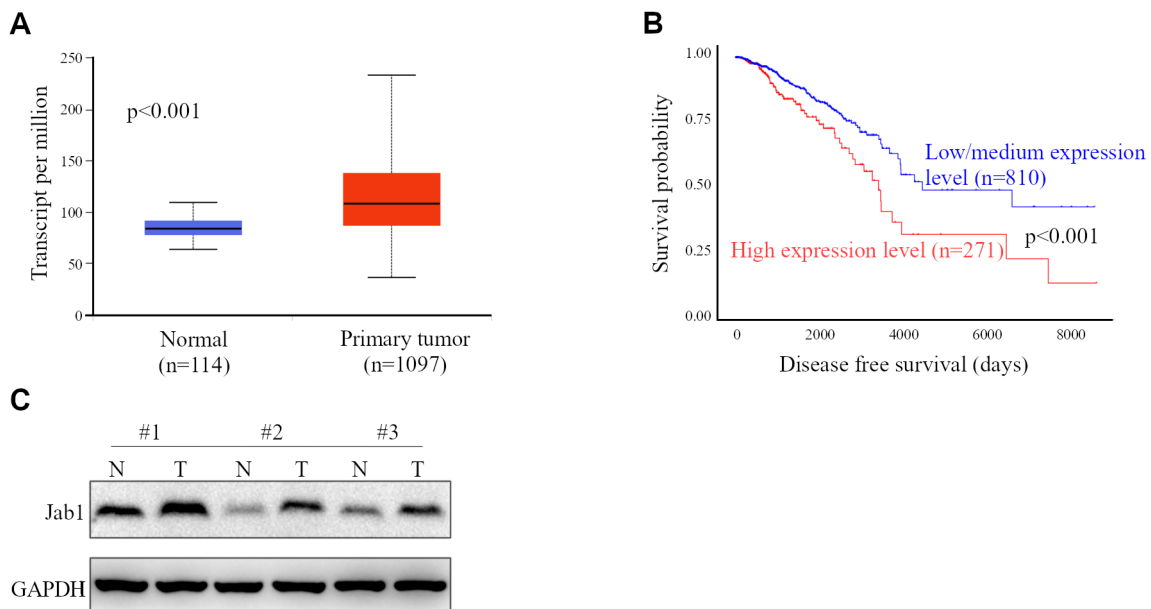 A
250
200
150
100
50
0
Transcript per million
p<0.001
Normal
(n=114)
Primary tumor
(n=1097)
B
1.00
0.75
0.50
0.25
0.00
Survival probability
Low/medium expression
level (n=810)
p<0.001
High expression level (n=271)
0 2000 4000 6000 8000
Disease free survival (days)
C
#1 #2 #3
N T N T N T
Jab1
GAPDH